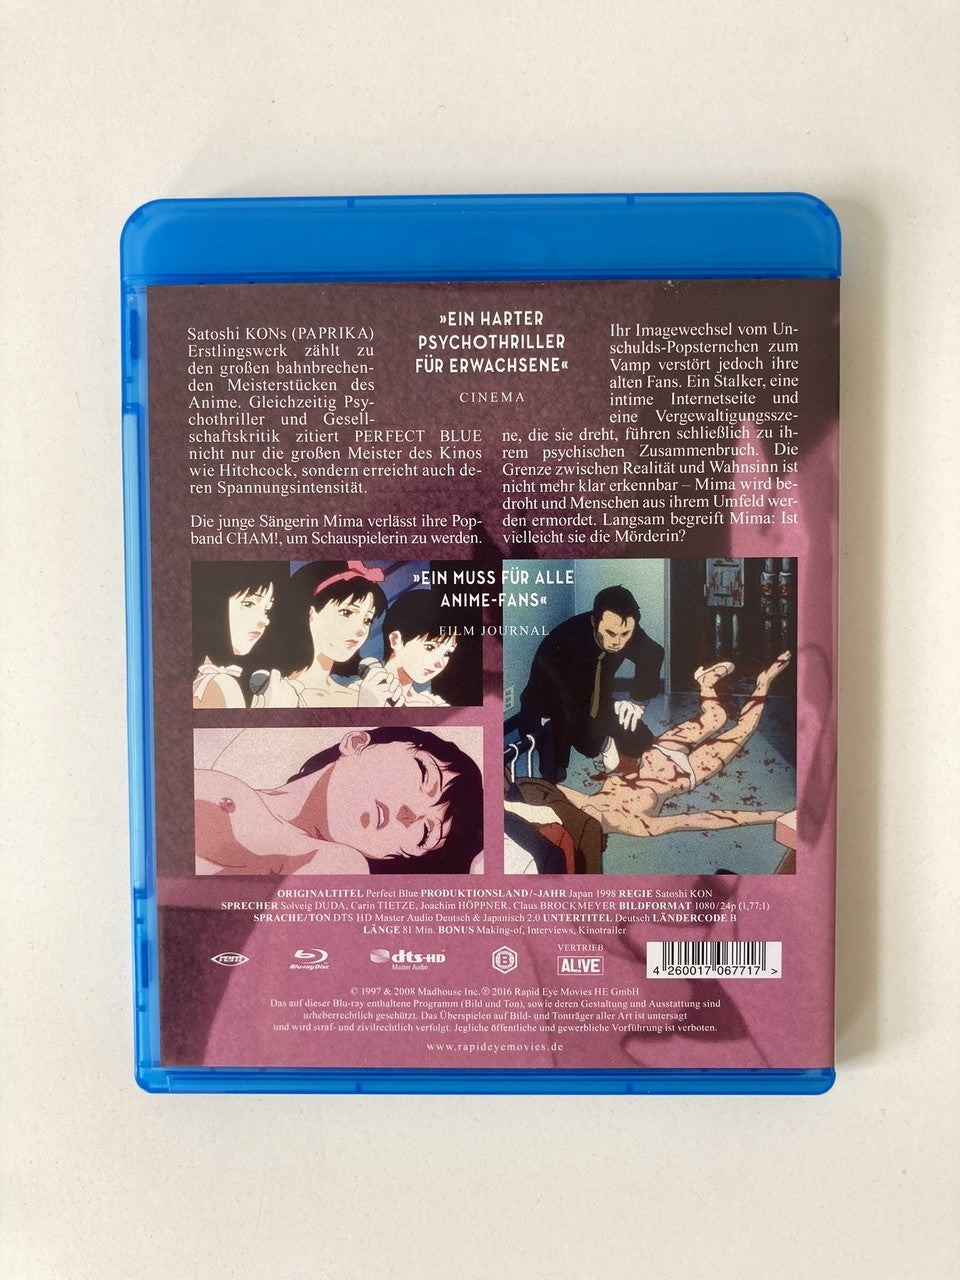 »EIN HARTER
PSYCHOTHRILLER
FÜR ERWACHSENE«
CINEMA
Satoshi KONs (PAPRIKA)
Erstlingswerk zählt zu
den großen bahnbrechen-
den Meisterstücken des
Anime. Gleichzeitig Psy-
chothriller und Gesell-
schaftskritik zitiert PERFECT BLUE
nicht nur die großen Meister des Kinos
wie Hitchcock, sondern erreicht auch de-
ren Spannungsintensität.
Die junge Sängerin Mima verlässt ihre Pop-
band CHAM!, um Schauspielerin zu werden.
Ihr Imagewechsel vom Un-
schulds-Popsternchen zum
Vamp verstört jedoch ihre
alten Fans. Ein Stalker, eine
intime Internetseite und
eine Vergewaltigungssze-
ne, die sie dreht, führen schließlich zu ih-
rem psychischen Zusammenbruch. Die
Grenze zwischen Realität und Wahnsinn ist
nicht mehr klar erkennbar – Mima wird be-
droht und Menschen aus ihrem Umfeld wer-
den ermordet. Langsam begreift Mima: Ist
vielleicht sie die Mörderin?
»EIN MUSS FÜR ALLE
ANIME-FANS«
FILM JOURNAL
ORIGINALTITEL Perfect Blue PRODUKTIONSLAND/-JAHR Japan 1998 REGIE Satoshi KON
SPRECHER Solveig DUDA, Carin TIETZE, Joachim HÖPPNER, Claus BROCKMEYER BILDFORMAT 1080/24p (1,77:1)
SPRACHE/TON DTS HD Master Audio Deutsch & Japanisch 2.0 UNTERTITEL Deutsch LÄNDERCODE B
LÄNGE 81 Min. BONUS Making-of, Interviews, Kinotrailer
rem
Blu-ray Disc
dts-HD
Master Audio
B
VERTRIEB
AL!VE
4 260017 067717 >
© 1997 & 2008 Madhouse Inc. ℗ 2016 Rapid Eye Movies HE GmbH
Das auf dieser Blu-ray enthaltene Programm (Bild und Ton), sowie deren Gestaltung und Ausstattung sind
urheberrechtlich geschützt. Das Überspielen auf Bild- und Tonträger aller Art ist untersagt
und wird straf- und zivilrechtlich verfolgt. Jegliche öffentliche und gewerbliche Vorführung ist verboten.
www.rapideyemovies.de